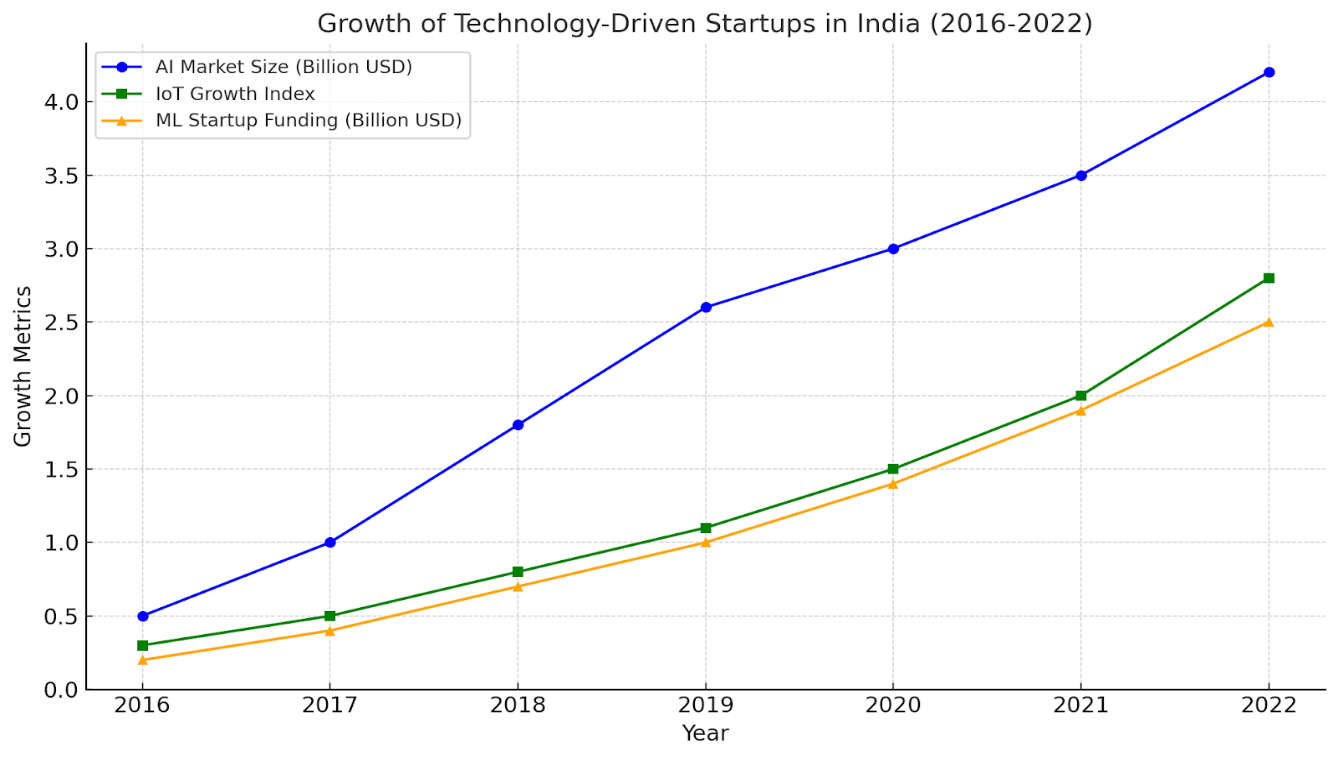 Growth of Technology-Driven Startups in India (2016-2022)
AI Market Size (Billion USD)
IoT Growth Index
ML Startup Funding (Billion USD)
Growth Metrics
4.0
3.5
3.0
2.5
2.0
1.5
1.0
0.5
0.0
2016 2017 2018 2019 2020 2021 2022
Year